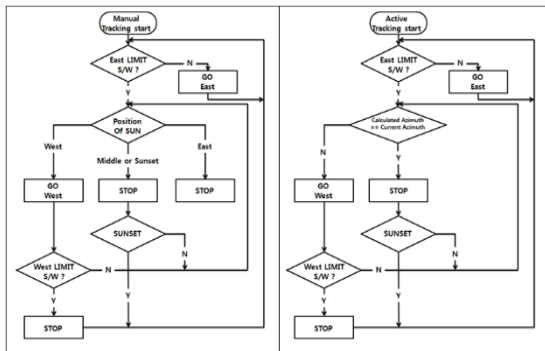 Manual
Tracking start
East LIMIT
S/W ?
N
GO
East
Y
Position
Of SUN
West
Middle or Sunset
East
GO
West
STOP
STOP
SUNSET
N
West LIMIT
S/W ?
N
Y
Y
STOP
Active
Tracking start
East LIMIT
S/W ?
N
GO
East
Y
Calculated Azimuth
== Current Azimuth
N
Y
GO
West
STOP
SUNSET
N
West LIMIT
S/W ?
N
Y
Y
STOP